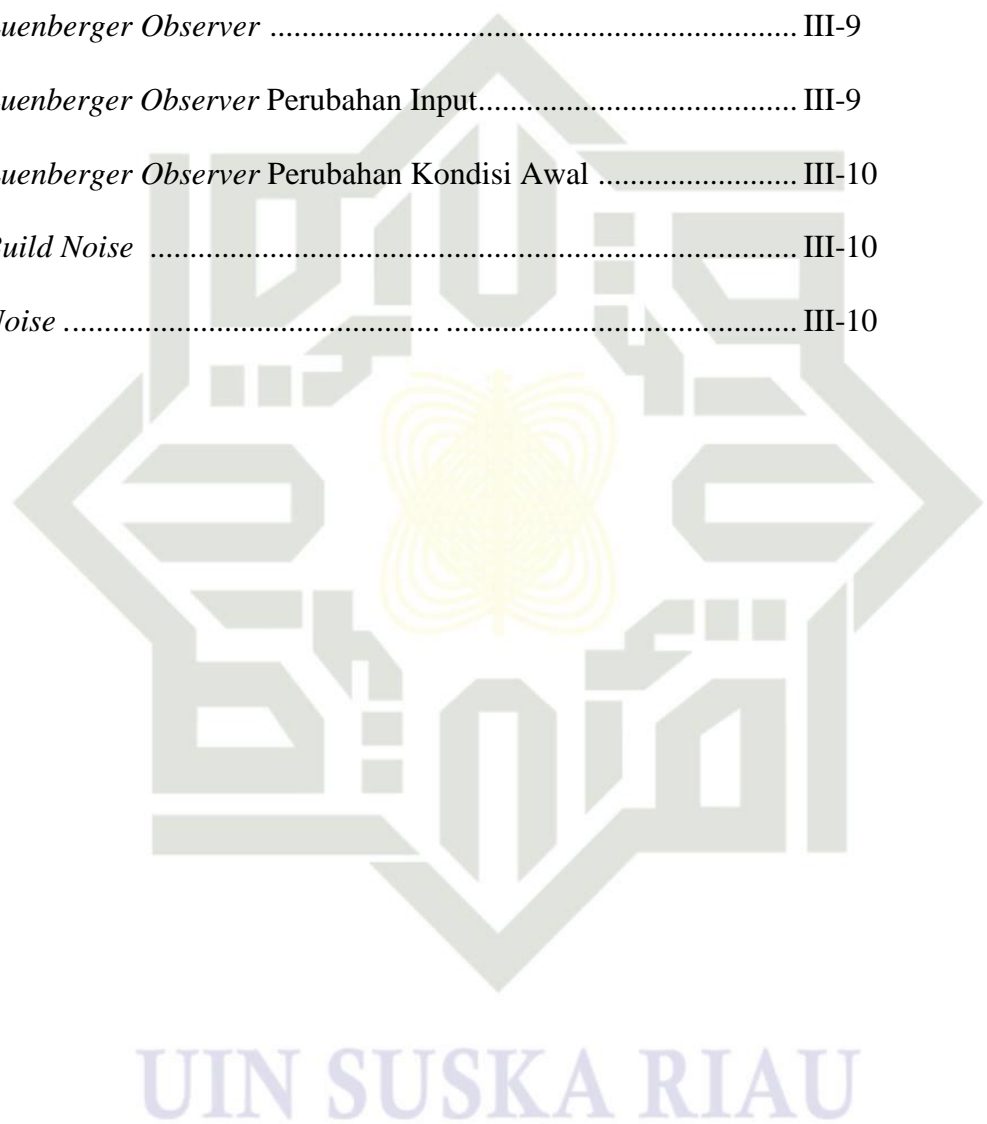 uenberger Observer ................................................................. III-9
uenberger Observer Perubahan Input....................................... III-9
uenberger Observer Perubahan Kondisi Awal ........................ III-10
uild Noise ................................................................................ III-10
oise .............................................. ........................................... III-10
UIN SUSKA RIAU